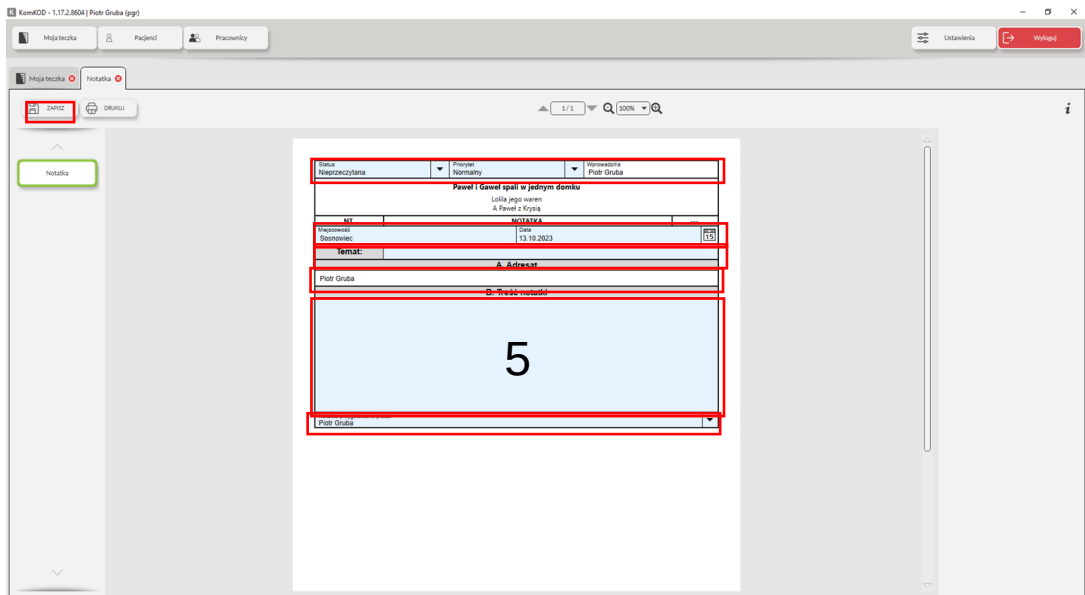 KomKOD - 1.17.2.8604 | Piotr Gruba (pgr)
Moja teczka
Pacjenci
Pracownicy
Ustawienia
Wyloguj
Moja teczka
Notatka
ZAPISZ
DRUKUJ
1/1
100%
i
Notatka
Status
Nieprzeczytana
Priorytet
Normalny
Wprowadził/a
Piotr Gruba
Paweł i Gaweł spali w jednym domku
Lolila jego waren
A Paweł z Krysią
NT
NOTATKA
...
Miejscowość
Sosnowiec
Data
13.10.2023
15
Temat:
A. Adresat
Piotr Gruba
B. Treść notatki
5
Piotr Gruba